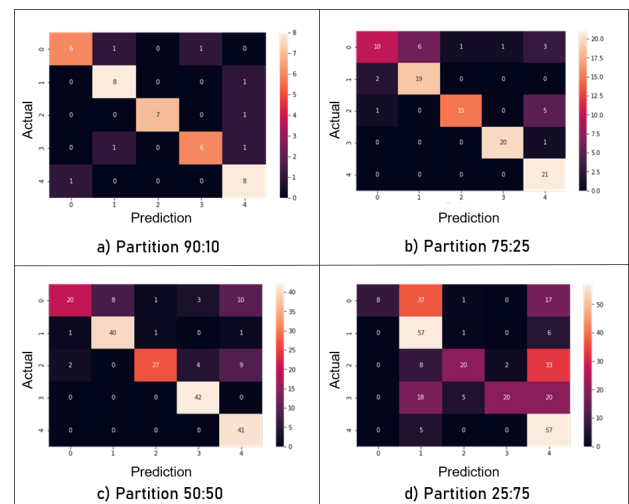 Actual
0 6 1 0 1 0
1 0 8 0 0 1
2 0 0 7 0 1
3 0 1 0 6 1
4 1 0 0 0 8
0 1 2 3 4
8
7
6
5
4
3
2
1
0
Prediction
a) Partition 90:10
Actual
0 10 6 1 1 3
1 2 19 0 0 0
2 1 0 15 0 5
3 0 0 0 20 1
4 0 0 0 0 21
0 1 2 3 4
20.0
17.5
15.0
12.5
10.0
7.5
5.0
2.5
0.0
Prediction
b) Partition 75:25
Actual
0 20 8 1 3 10
1 1 40 1 0 1
2 2 0 27 4 9
3 0 0 0 42 0
4 0 0 0 0 41
0 1 2 3 4
40
35
30
25
20
15
10
5
0
Prediction
c) Partition 50:50
Actual
0 8 37 1 0 17
1 0 57 1 0 6
2 0 8 20 2 33
3 0 18 5 20 20
4 0 5 0 0 57
0 1 2 3 4
50
40
30
20
10
0
Prediction
d) Partition 25:75